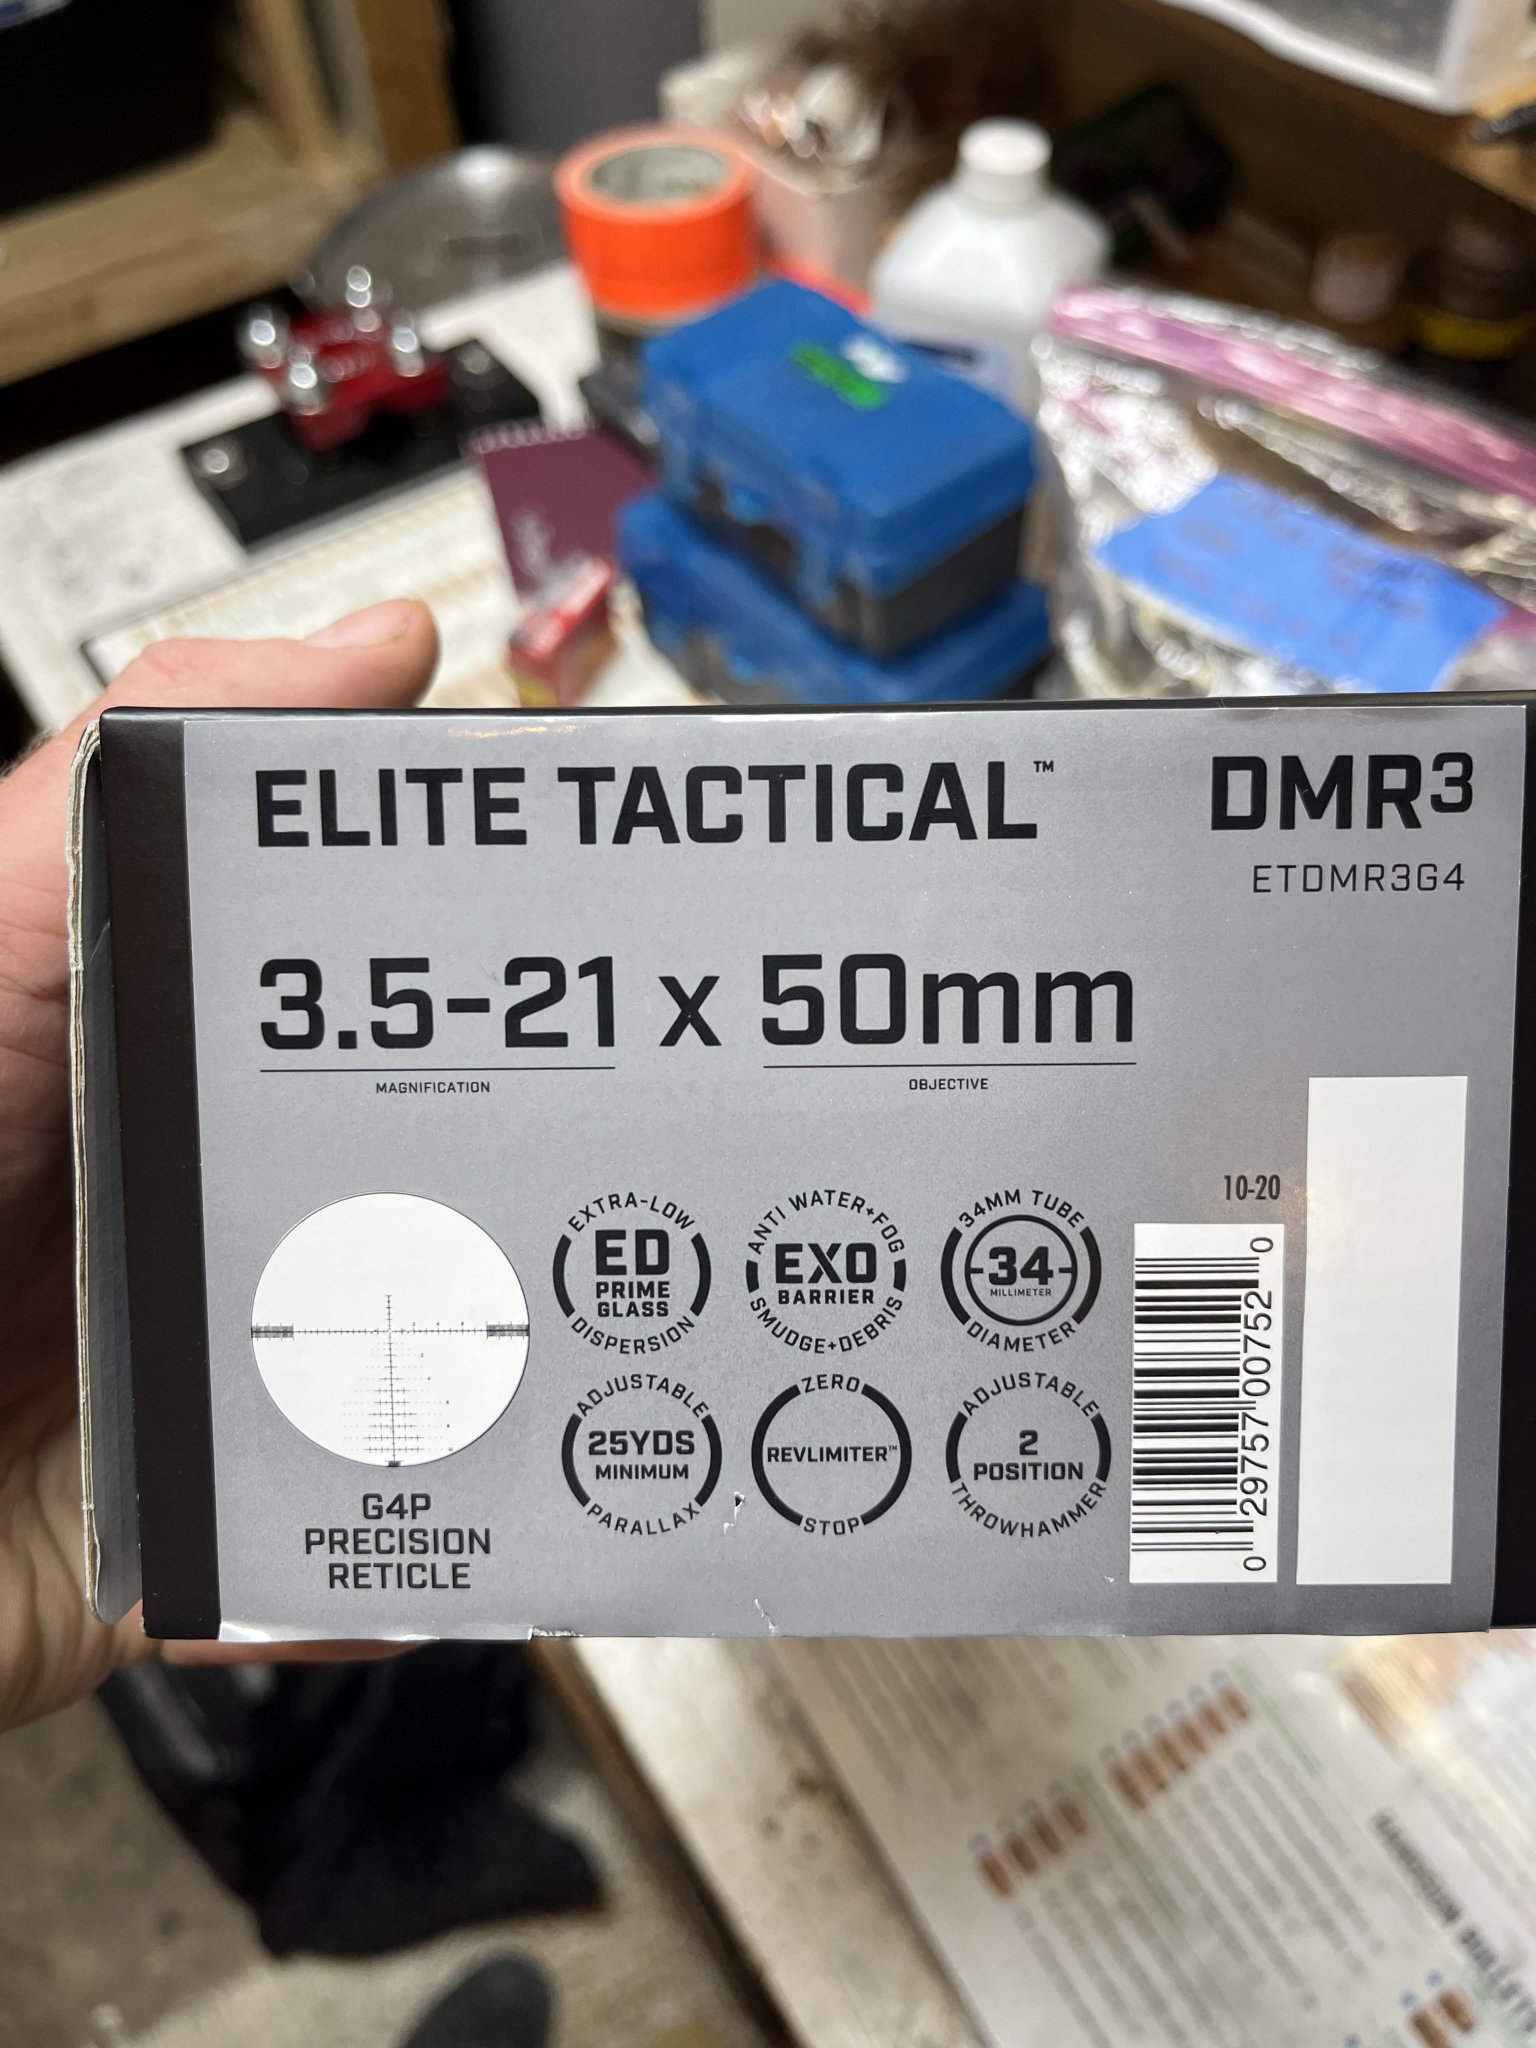 ELITE TACTICAL™
DMR3
ETDMR3G4
3.5-21 x 50mm
MAGNIFICATION
OBJECTIVE
EXTRA-LOW
ED
PRIME
GLASS
DISPERSION
ANTI WATER+FOG
EXO
BARRIER
SMUDGE+DEBRIS
34MM TUBE
34
MILLIMETER
DIAMETER
10-20
ADJUSTABLE
25YDS
MINIMUM
PARALLAX
ZERO
REVLIMITER™
STOP
ADJUSTABLE
2
POSITION
THROWHAMMER
0 29757 00752 0
G4P
PRECISION
RETICLE